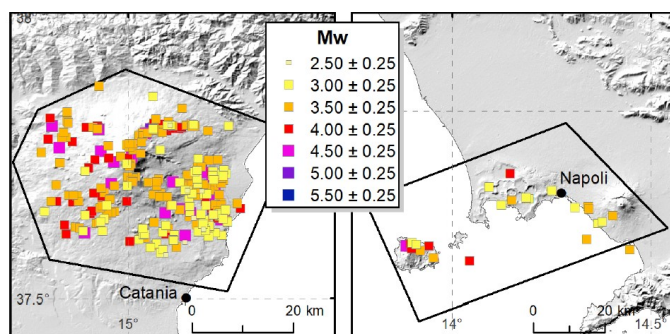 38°
Mw
2.50 ± 0.25
3.00 ± 0.25
3.50 ± 0.25
4.00 ± 0.25
4.50 ± 0.25
5.00 ± 0.25
5.50 ± 0.25
Napoli
Catania
37.5°
15°
0 20 km
14°
0 20 km
14.5°